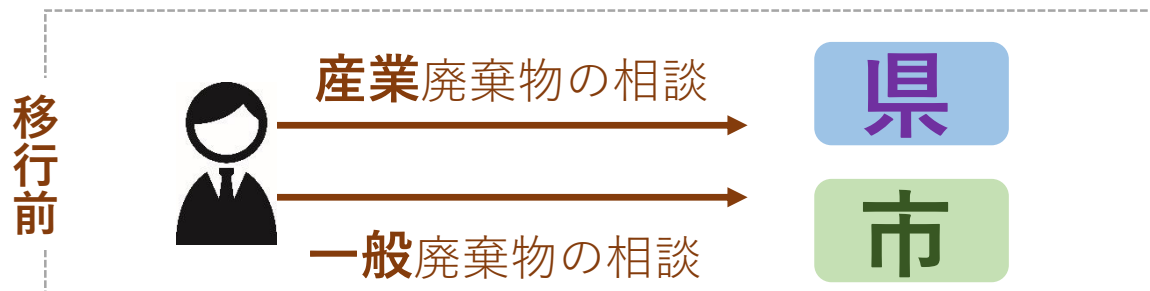 移行前
産業廃棄物の相談
県
市
一般廃棄物の相談